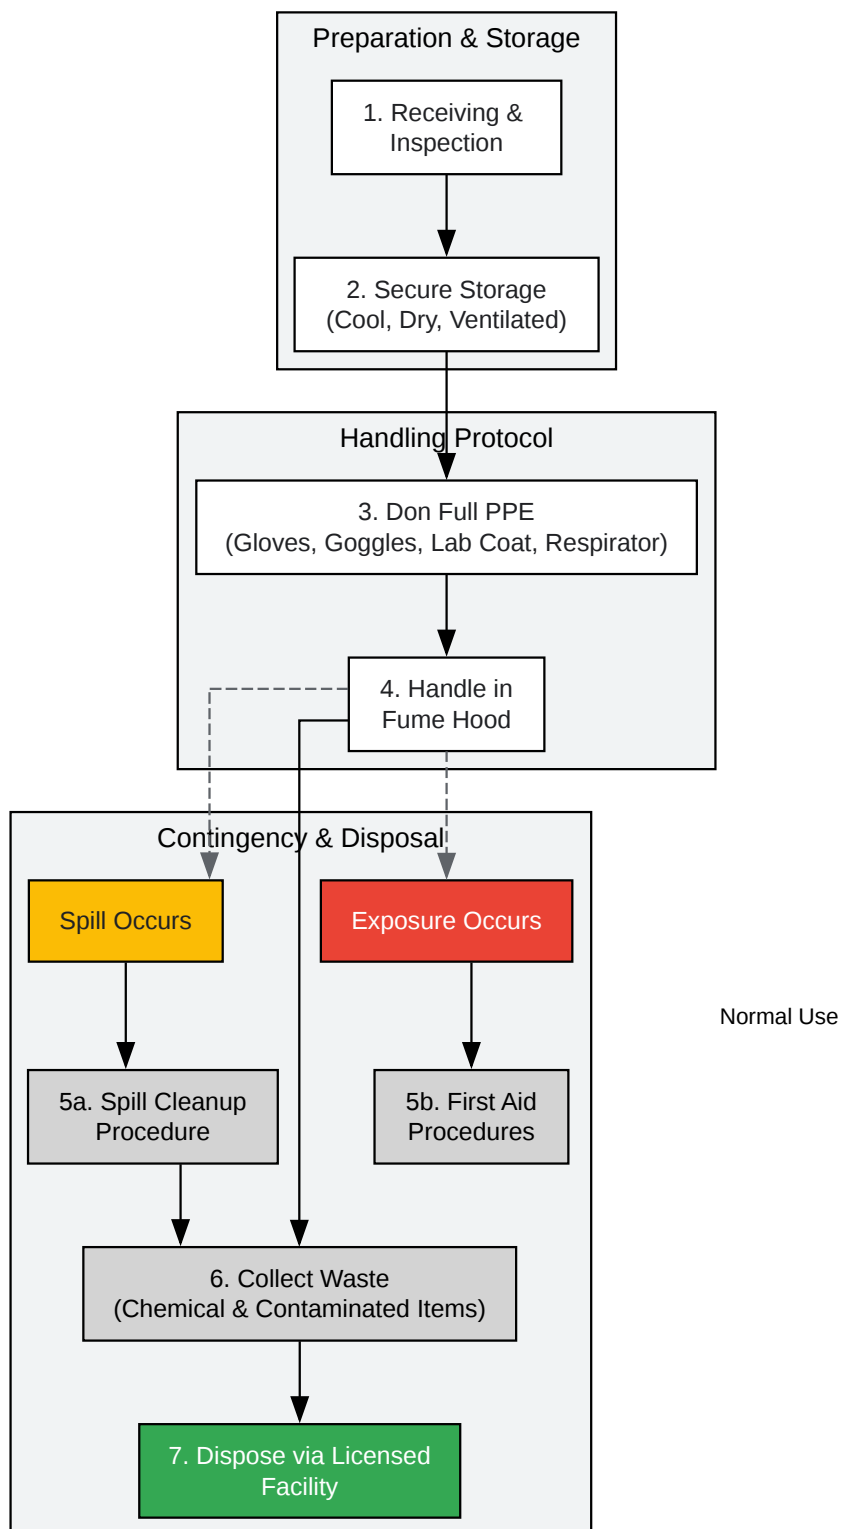 Preparation & Storage
1. Receiving &
Inspection
2. Secure Storage
(Cool, Dry, Ventilated)
Handling Protocol
3. Don Full PPE
(Gloves, Goggles, Lab Coat, Respirator)
4. Handle in
Fume Hood
Contingency & Disposal
Spill Occurs
Exposure Occurs
Normal Use
5a. Spill Cleanup
Procedure
5b. First Aid
Procedures
6. Collect Waste
(Chemical & Contaminated Items)
7. Dispose via Licensed
Facility